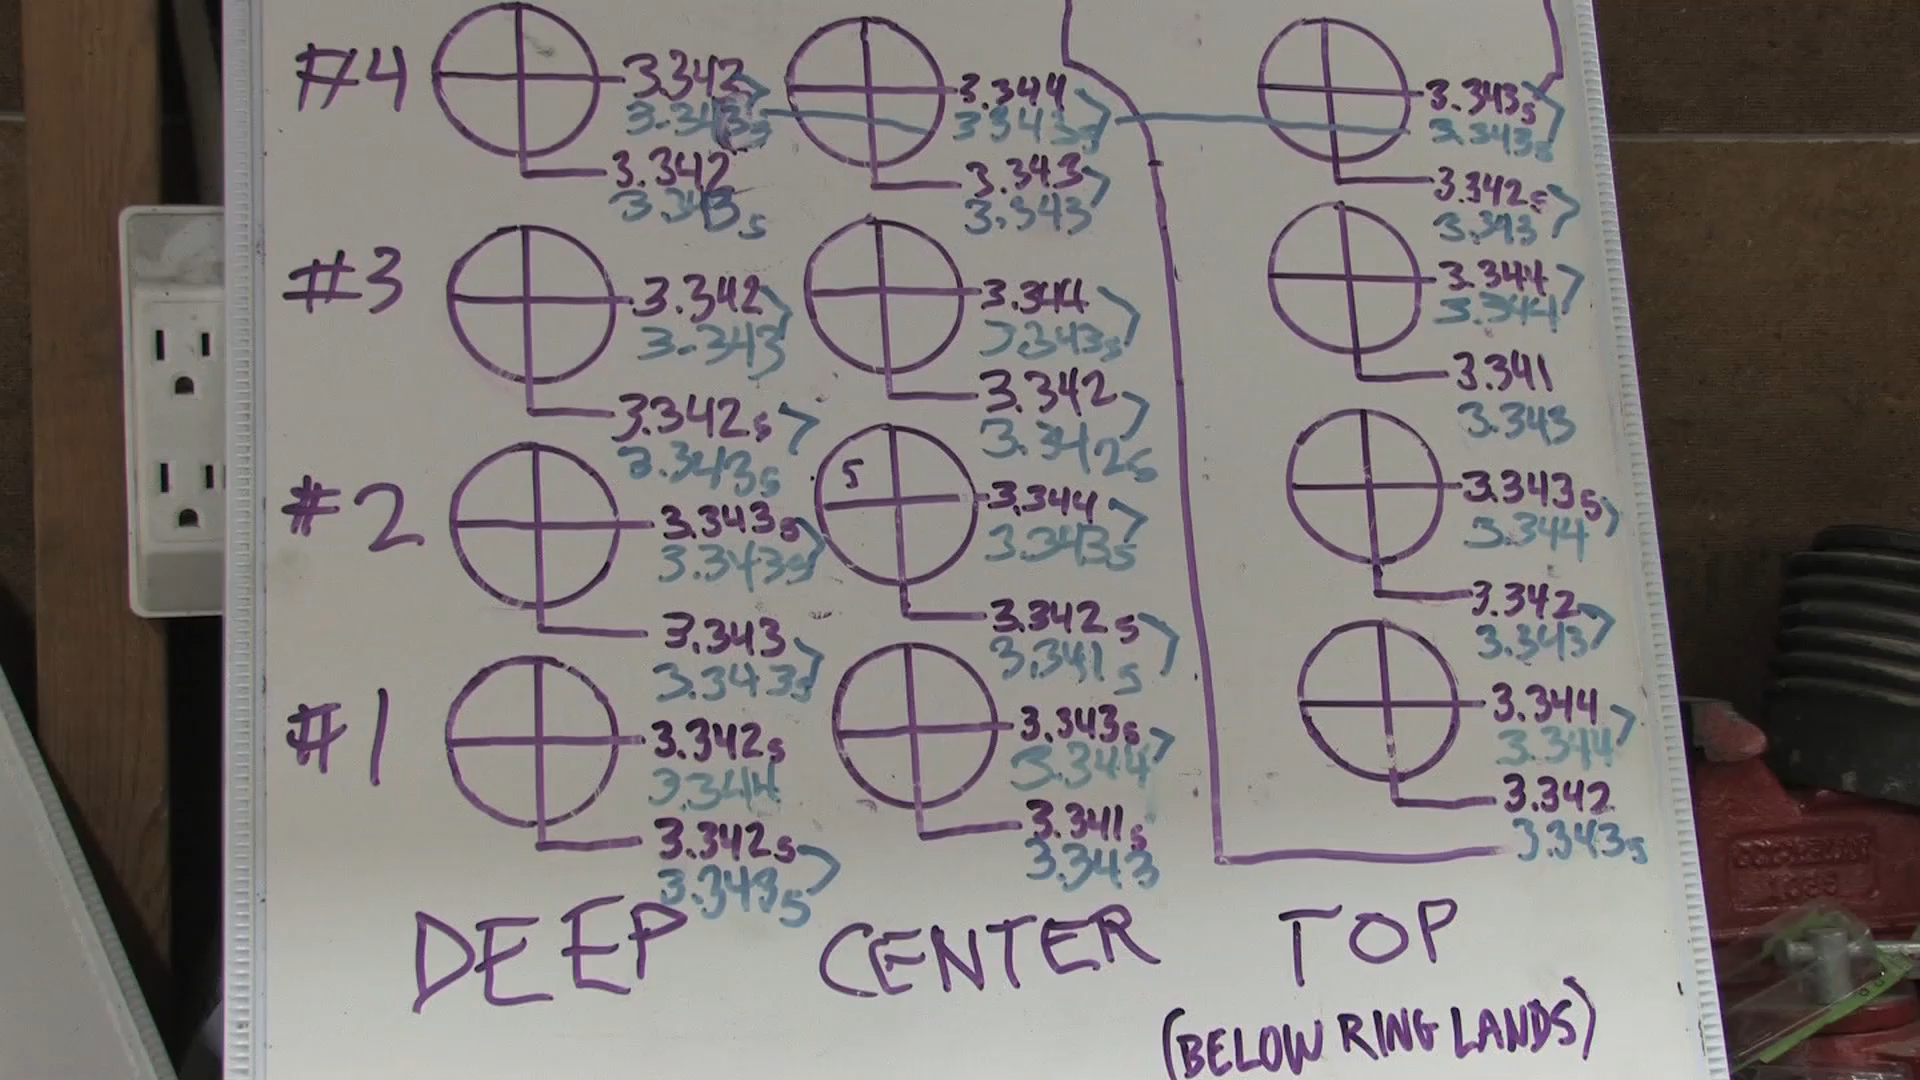 #4 3.342 3.344 3.343s
3.343s 3.343s 3.343s
3.342 3.343 3.342s
3.343s 3.343 3.343
#3 3.342 3.344 3.344
3.343 3.343s 3.344
3.342s 3.342 3.341
3.343s 3.342s 3.343
#2 3.343s 5 3.344 3.343s
3.343s 3.343s 3.344
3.343 3.342s 3.342
3.343s 3.341s 3.343
#1 3.342s 3.343s 3.344
3.344 3.344 3.344
3.342s 3.341s 3.342
3.343s 3.343 3.343s
DEEP CENTER TOP
(BELOW RING LANDS)